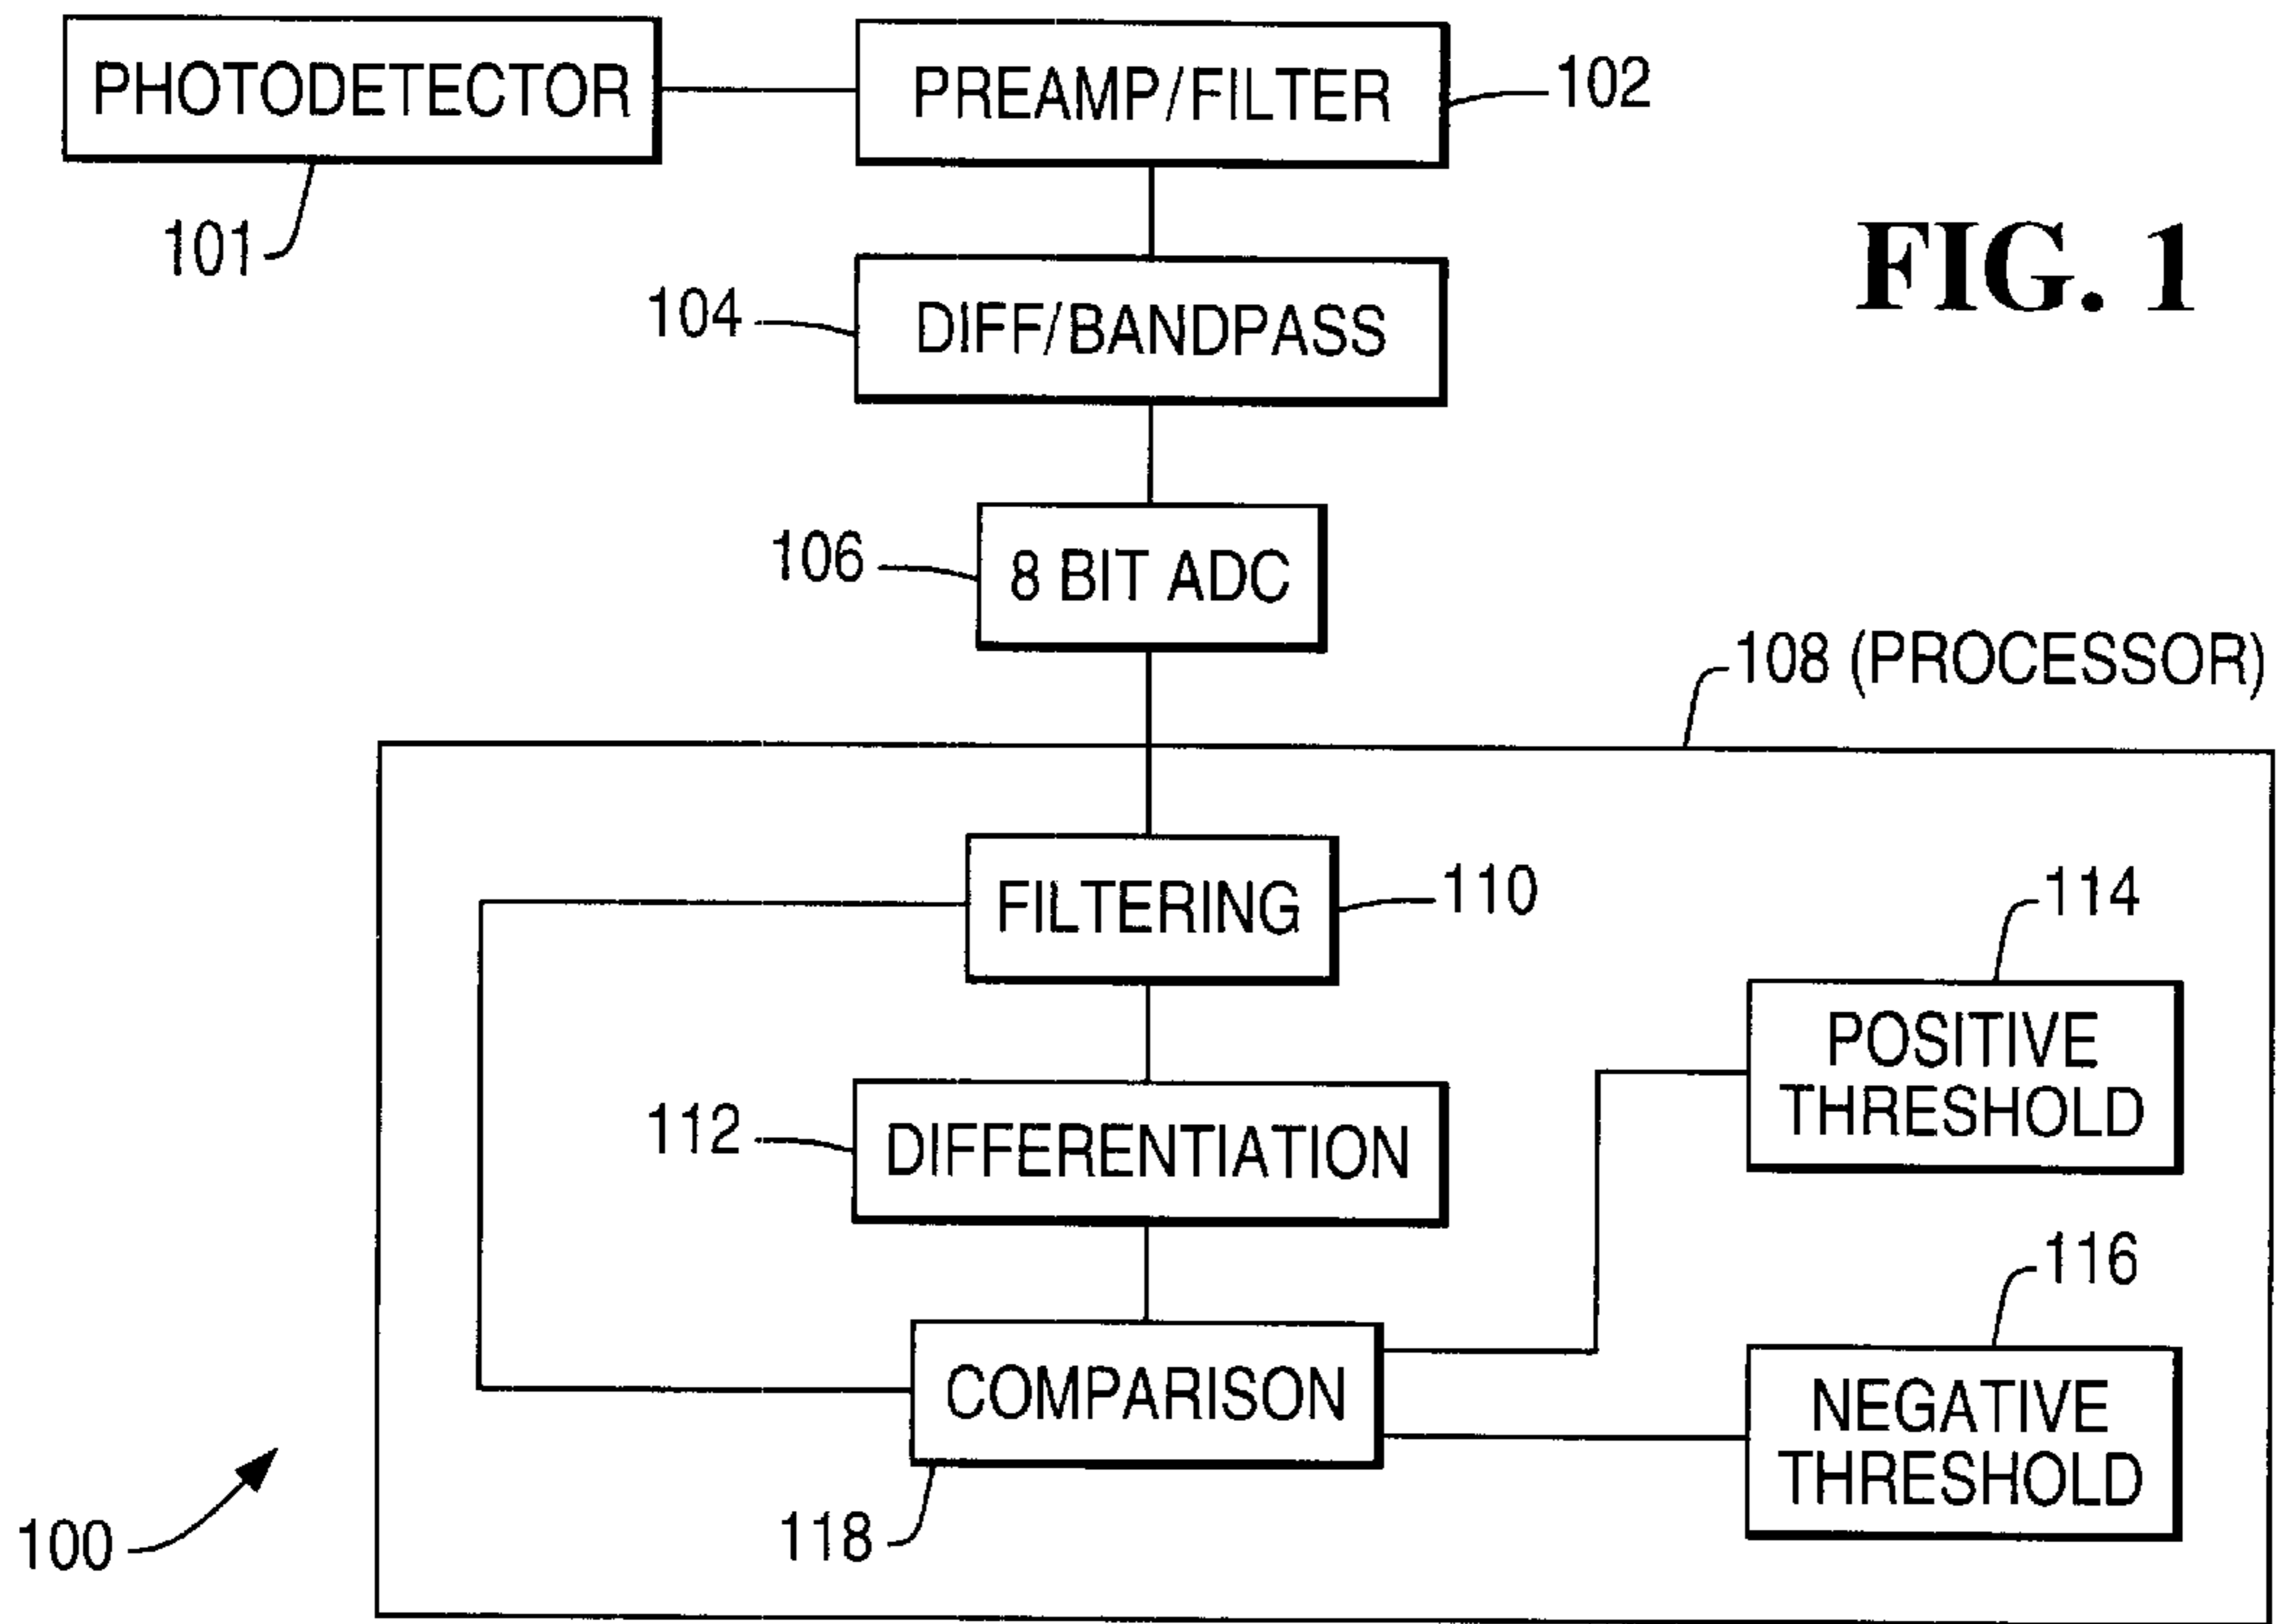 PHOTODETECTOR
PREAMP/FILTER
102
101
FIG. 1
104
DIFF/BANDPASS
106
8 BIT ADC
108 (PROCESSOR)
FILTERING
110
114
POSITIVE
THRESHOLD
112
DIFFERENTIATION
116
COMPARISON
NEGATIVE
THRESHOLD
118
100